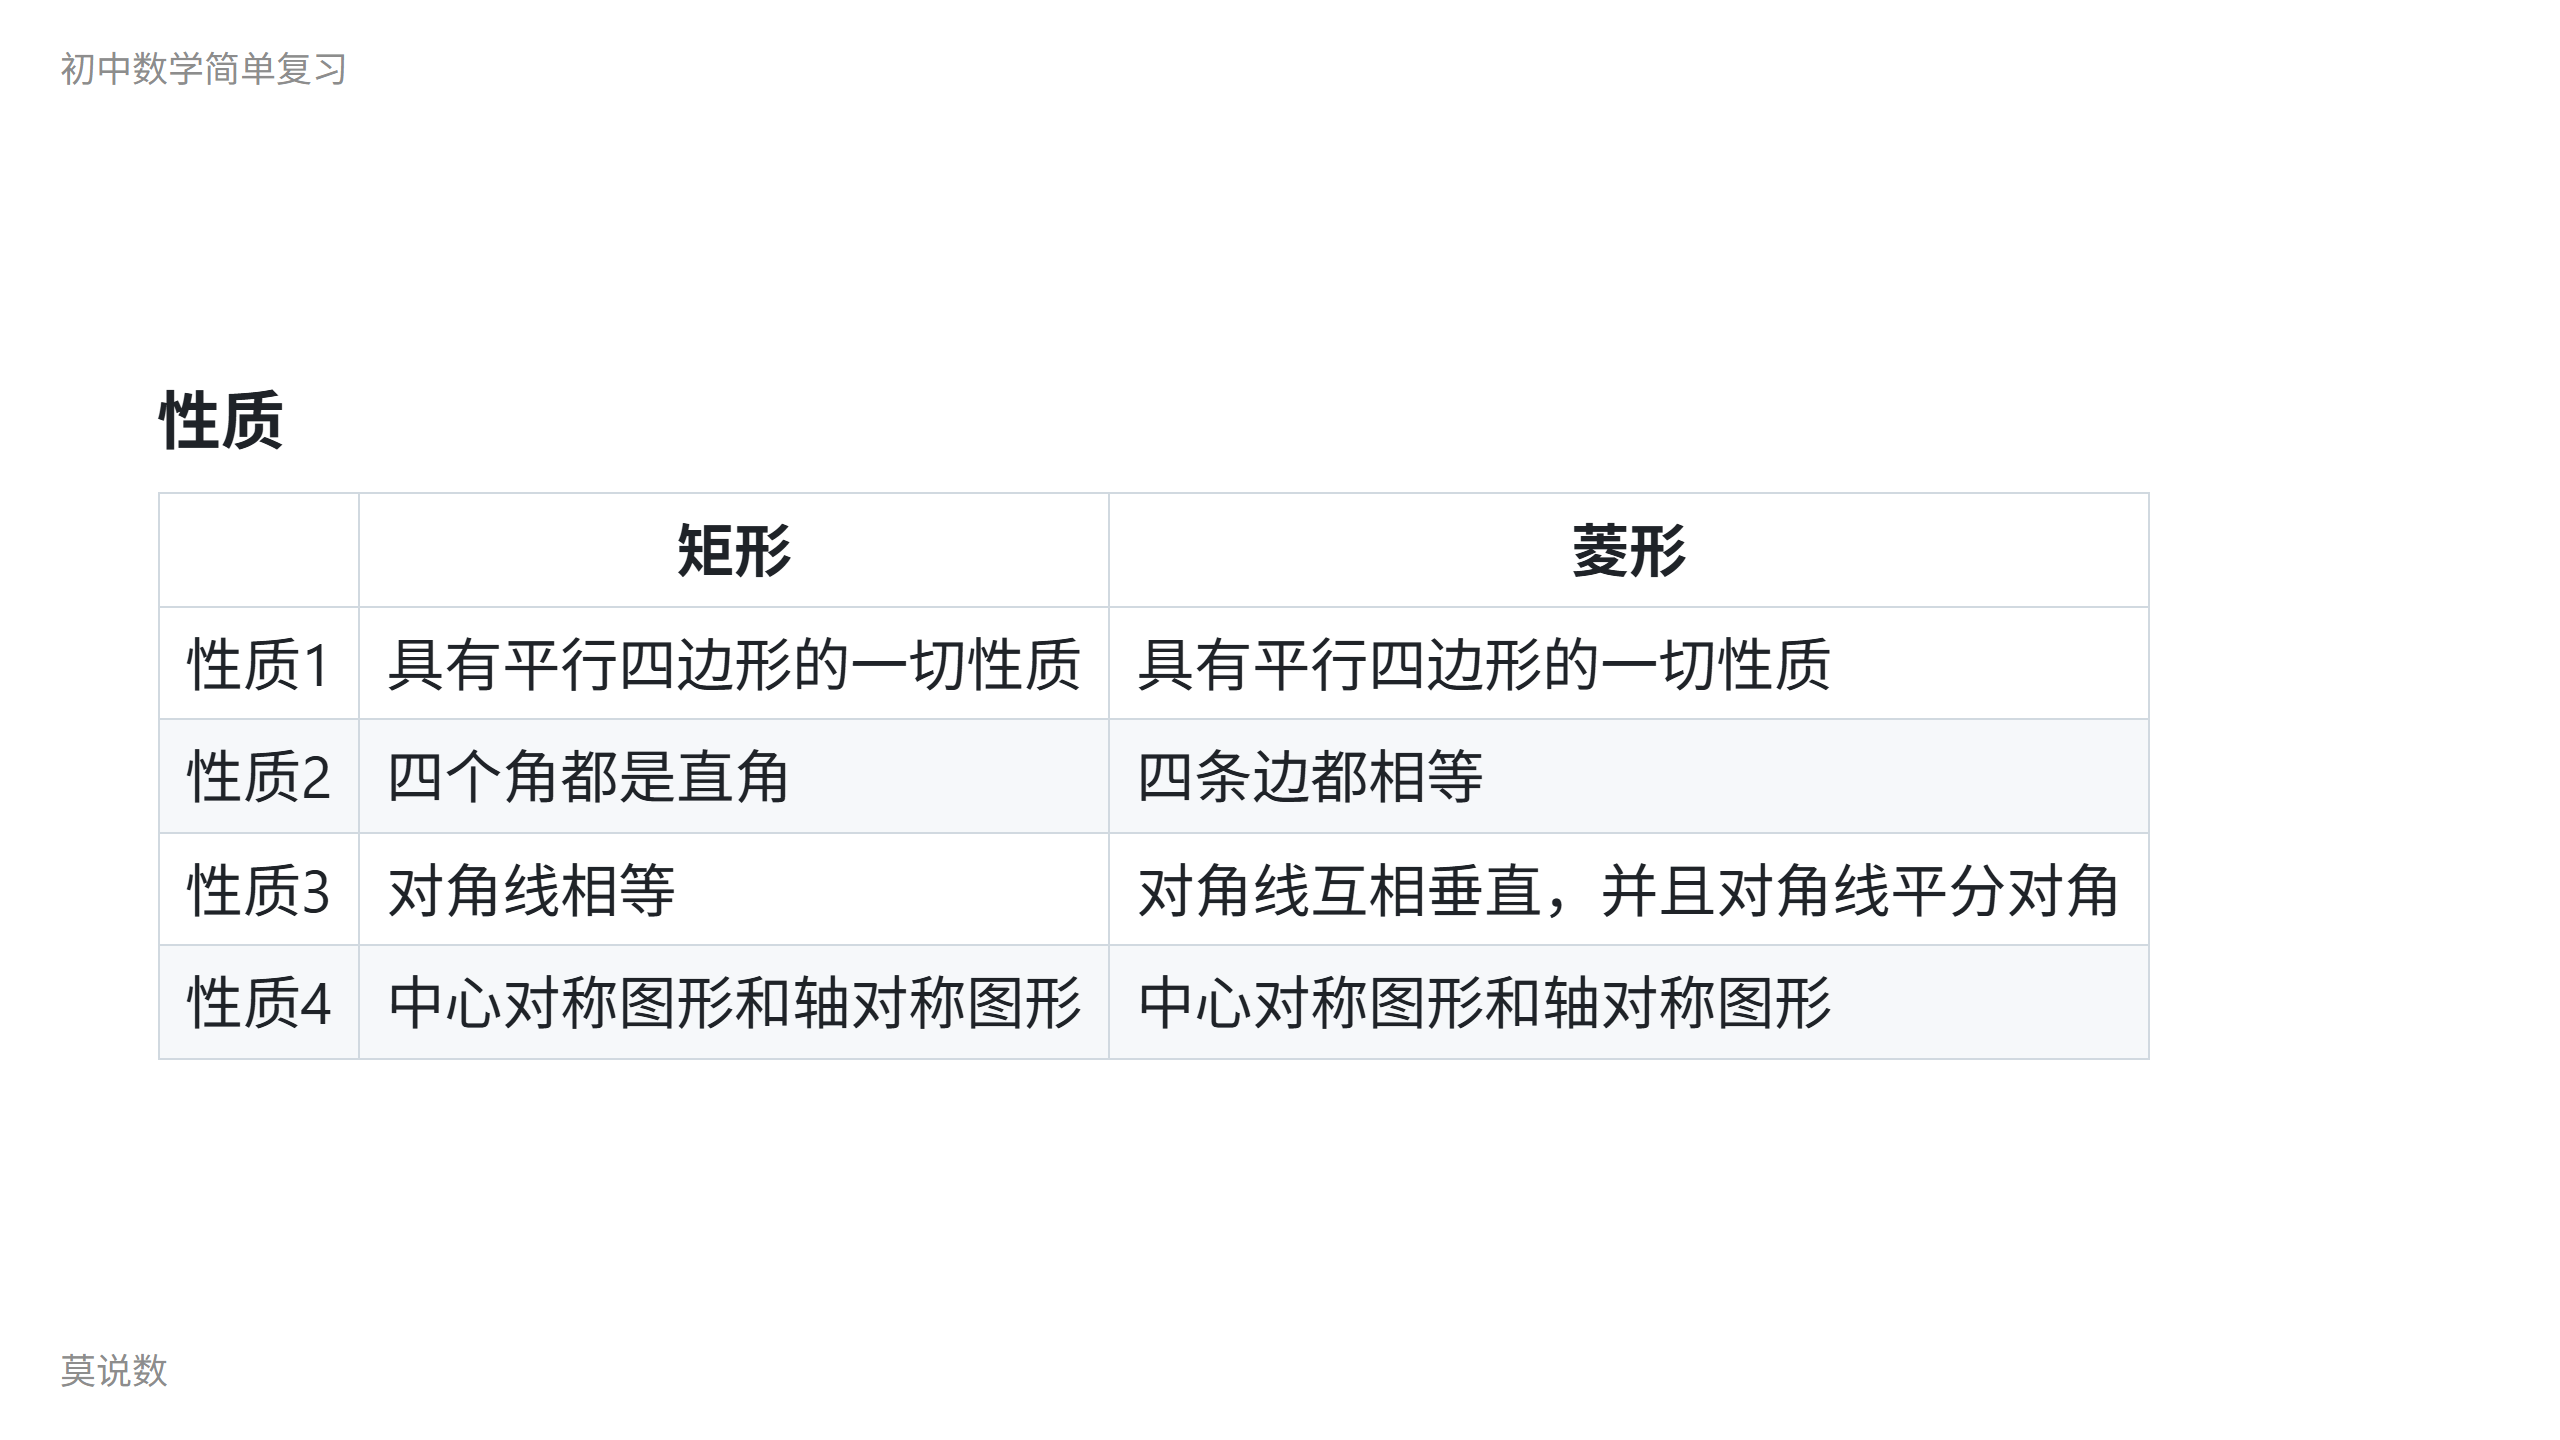 初中数学简单复习
性质
矩形 菱形
性质1 具有平行四边形的一切性质 具有平行四边形的一切性质
性质2 四个角都是直角 四条边都相等
性质3 对角线相等 对角线互相垂直，并且对角线平分对角
性质4 中心对称图形和轴对称图形 中心对称图形和轴对称图形
莫说数